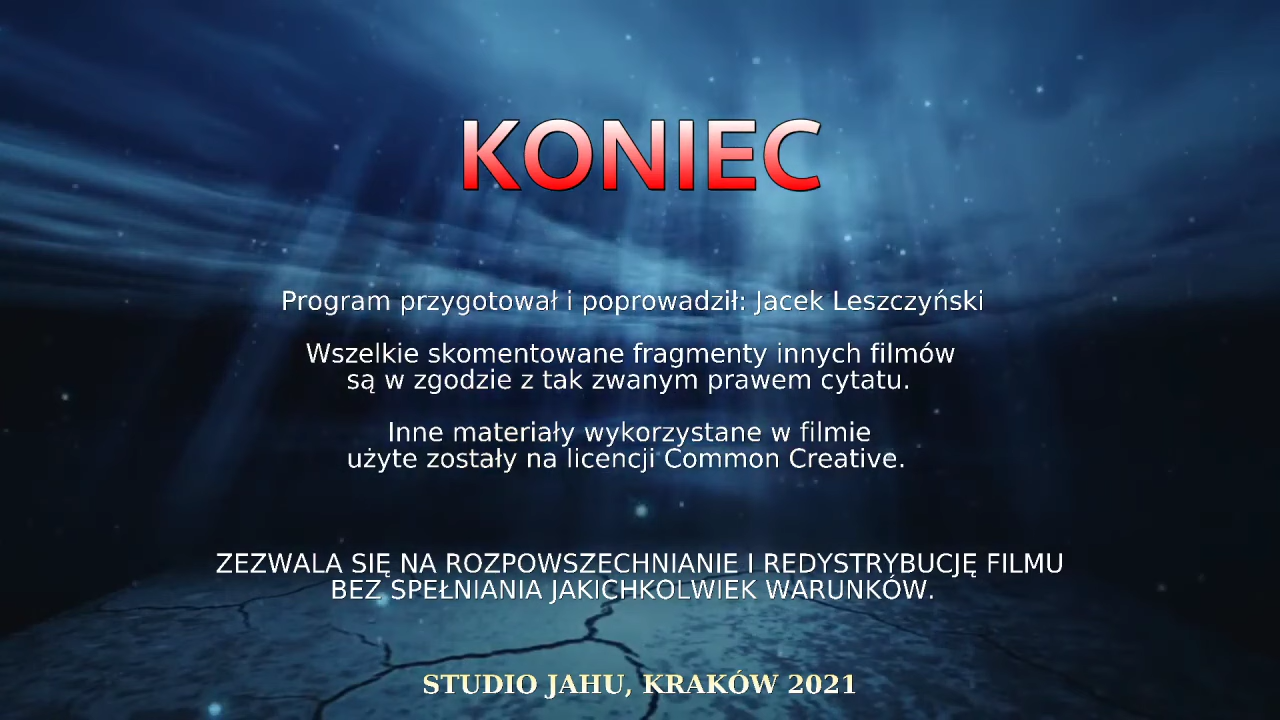 KONIEC
Program przygotował i poprowadził: Jacek Leszczyński
Wszelkie skomentowane fragmenty innych filmów
są w zgodzie z tak zwanym prawem cytatu.
Inne materiały wykorzystane w filmie
użyte zostały na licencji Common Creative.
ZEZWALA SIĘ NA ROZPOWSZECHNIANIE I REDYSTRYBUCJĘ FILMU
BEZ SPEŁNIANIA JAKICHKOLWIEK WARUNKÓW.
STUDIO JAHU, KRAKÓW 2021